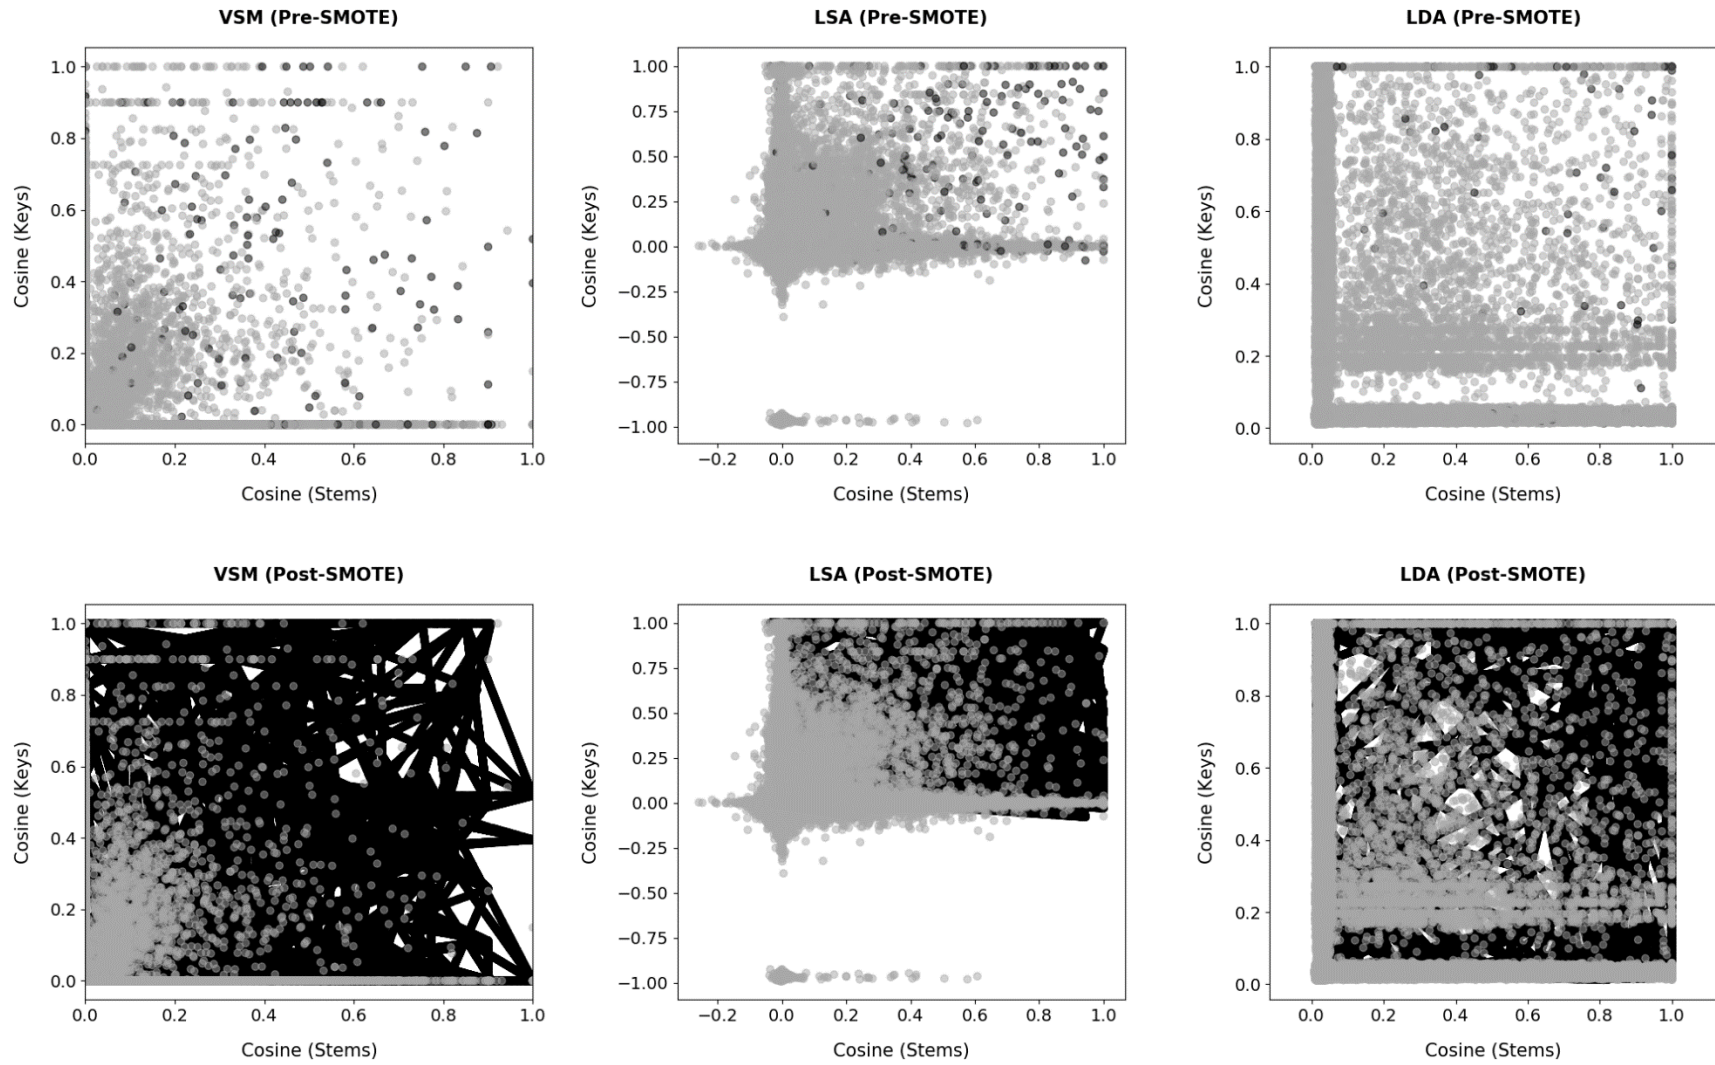 VSM (Pre-SMOTE)
LSA (Pre-SMOTE)
LDA (Pre-SMOTE)
Cosine (Keys)
1.0
0.8
0.6
0.4
0.2
0.0
0.0 0.2 0.4 0.6 0.8 1.0
Cosine (Stems)
Cosine (Keys)
1.00
0.75
0.50
0.25
0.00
−0.25
−0.50
−0.75
−1.00
−0.2 0.0 0.2 0.4 0.6 0.8 1.0
Cosine (Stems)
Cosine (Keys)
1.0
0.8
0.6
0.4
0.2
0.0
0.0 0.2 0.4 0.6 0.8 1.0
Cosine (Stems)
VSM (Post-SMOTE)
LSA (Post-SMOTE)
LDA (Post-SMOTE)
Cosine (Keys)
1.0
0.8
0.6
0.4
0.2
0.0
0.0 0.2 0.4 0.6 0.8 1.0
Cosine (Stems)
Cosine (Keys)
1.00
0.75
0.50
0.25
0.00
−0.25
−0.50
−0.75
−1.00
−0.2 0.0 0.2 0.4 0.6 0.8 1.0
Cosine (Stems)
Cosine (Keys)
1.0
0.8
0.6
0.4
0.2
0.0
0.0 0.2 0.4 0.6 0.8 1.0
Cosine (Stems)